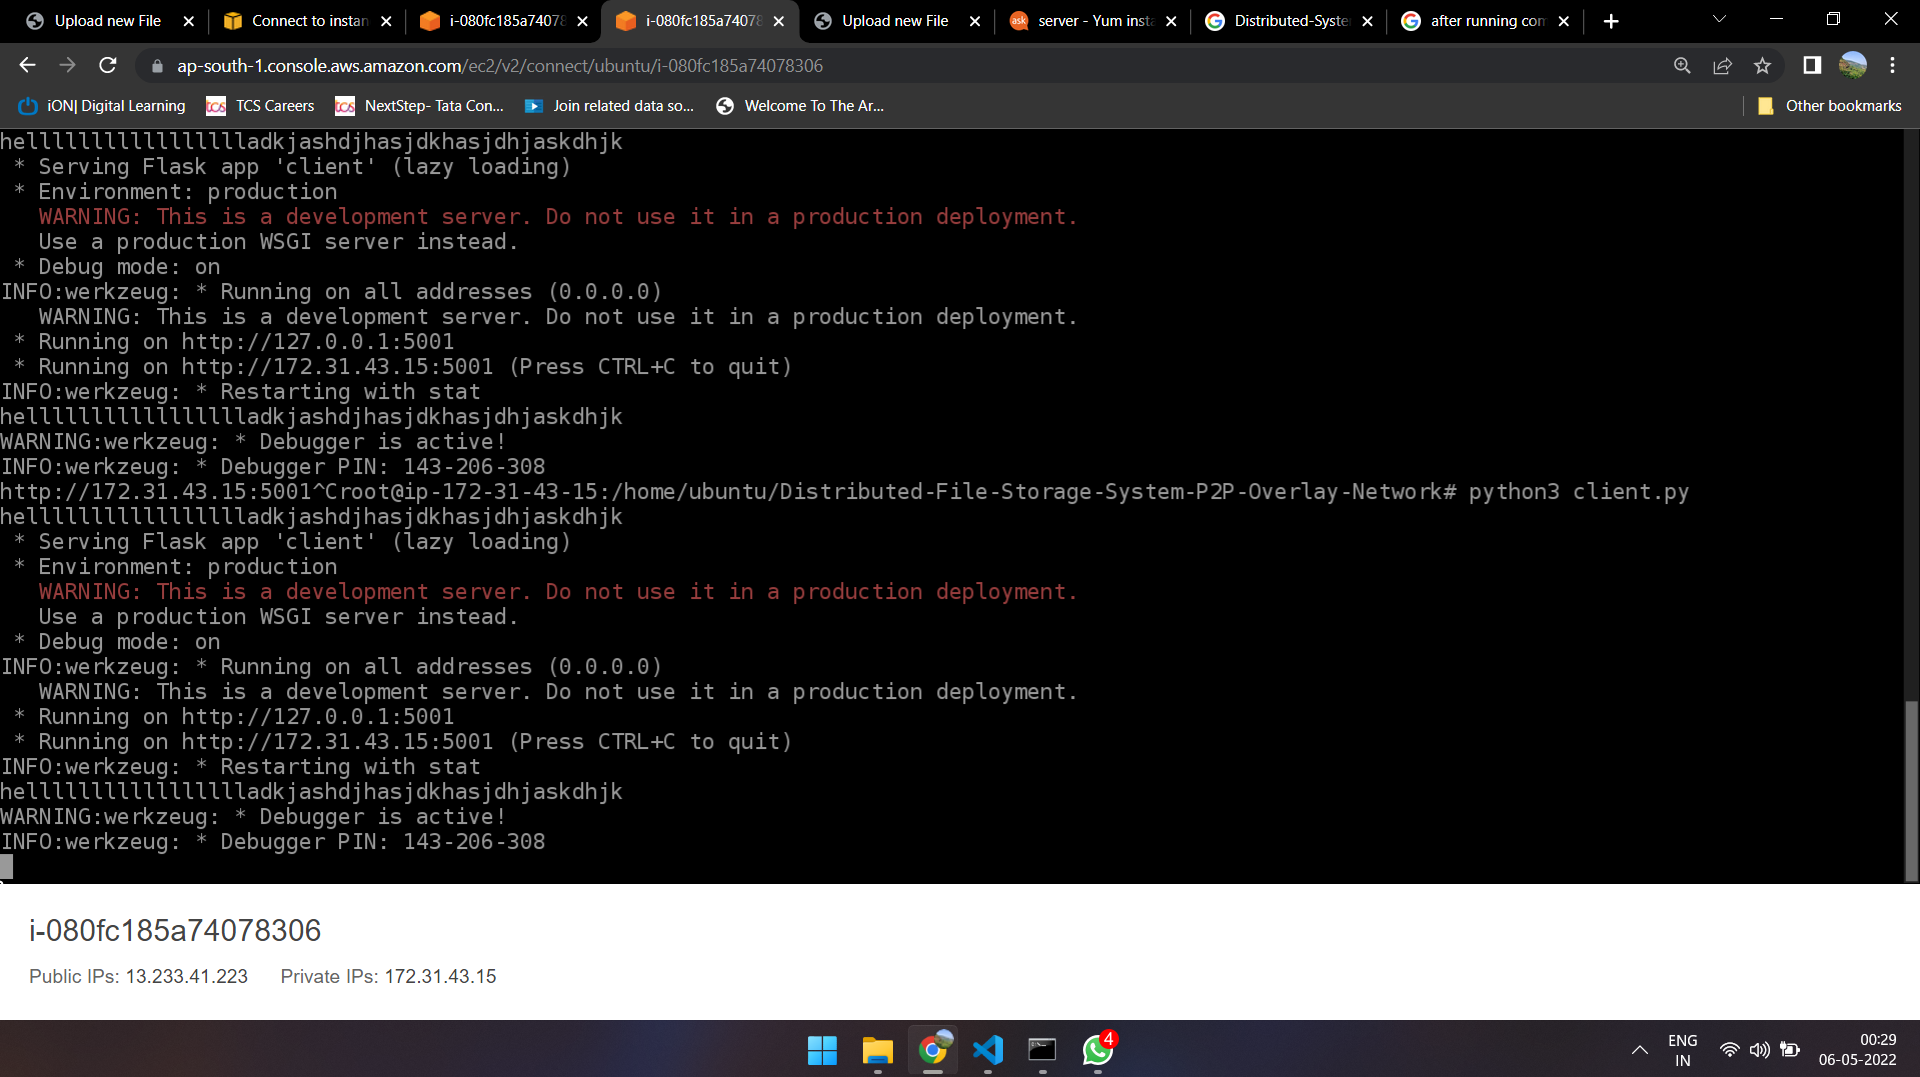 Upload new File
Connect to instan
i-080fc185a74078
i-080fc185a74078
Upload new File
ask
server - Yum insta
Distributed-Syste
after running com
ap-south-1.console.aws.amazon.com/ec2/v2/connect/ubuntu/i-080fc185a74078306
iON| Digital Learning
tcs
TCS Careers
tcs
NextStep- Tata Con...
Join related data so...
Welcome To The Ar...
Other bookmarks
hellllllllllllllllladkjashdjhasjdkhasjdhjaskdhjk
* Serving Flask app 'client' (lazy loading)
* Environment: production
WARNING: This is a development server. Do not use it in a production deployment.
Use a production WSGI server instead.
* Debug mode: on
INFO:werkzeug: * Running on all addresses (0.0.0.0)
WARNING: This is a development server. Do not use it in a production deployment.
* Running on http://127.0.0.1:5001
* Running on http://172.31.43.15:5001 (Press CTRL+C to quit)
INFO:werkzeug: * Restarting with stat
hellllllllllllllllladkjashdjhasjdkhasjdhjaskdhjk
WARNING:werkzeug: * Debugger is active!
INFO:werkzeug: * Debugger PIN: 143-206-308
http://172.31.43.15:5001^Croot@ip-172-31-43-15:/home/ubuntu/Distributed-File-Storage-System-P2P-Overlay-Network# python3 client.py
hellllllllllllllllladkjashdjhasjdkhasjdhjaskdhjk
* Serving Flask app 'client' (lazy loading)
* Environment: production
WARNING: This is a development server. Do not use it in a production deployment.
Use a production WSGI server instead.
* Debug mode: on
INFO:werkzeug: * Running on all addresses (0.0.0.0)
WARNING: This is a development server. Do not use it in a production deployment.
* Running on http://127.0.0.1:5001
* Running on http://172.31.43.15:5001 (Press CTRL+C to quit)
INFO:werkzeug: * Restarting with stat
hellllllllllllllllladkjashdjhasjdkhasjdhjaskdhjk
WARNING:werkzeug: * Debugger is active!
INFO:werkzeug: * Debugger PIN: 143-206-308
i-080fc185a74078306
Public IPs: 13.233.41.223 Private IPs: 172.31.43.15
4
ENG
IN
00:29
06-05-2022